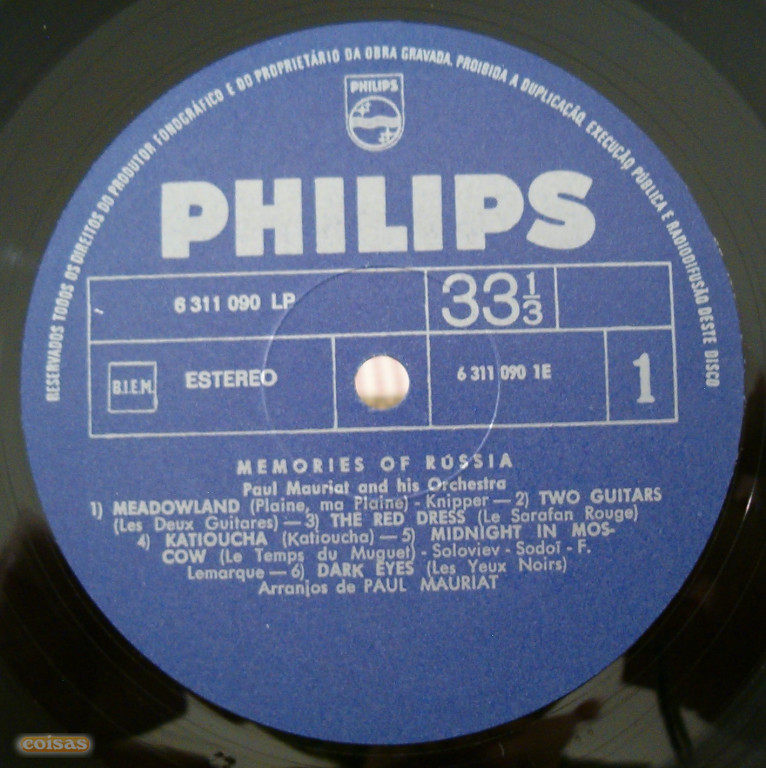 RESERVADOS TODOS OS DIREITOS DO PRODUTOR FONOGRÁFICO E DO PROPRIETÁRIO DA OBRA GRAVADA. PROIBIDA A DUPLICAÇÃO, EXECUÇÃO PÚBLICA E RADIODIFUSÃO DESTE DISCO
PHILIPS
PHILIPS
6 311 090 LP
33 1/3
B.I.E.M.
ESTEREO
6 311 090 1E
1
MEMORIES OF RUSSIA
Paul Mauriat and his Orchestra
1) MEADOWLAND (Plaine, ma Plaine) - Knipper — 2) TWO GUITARS
(Les Deux Guitares) — 3) THE RED DRESS (Le Sarafan Rouge)
4) KATIOUCHA (Katioucha) — 5) MIDNIGHT IN MOS-
COW (Le Temps du Muguet) - Soloviev - Sodoï - F.
Lemarque — 6) DARK EYES (Les Yeux Noirs)
Arranjos de PAUL MAURIAT
coisas